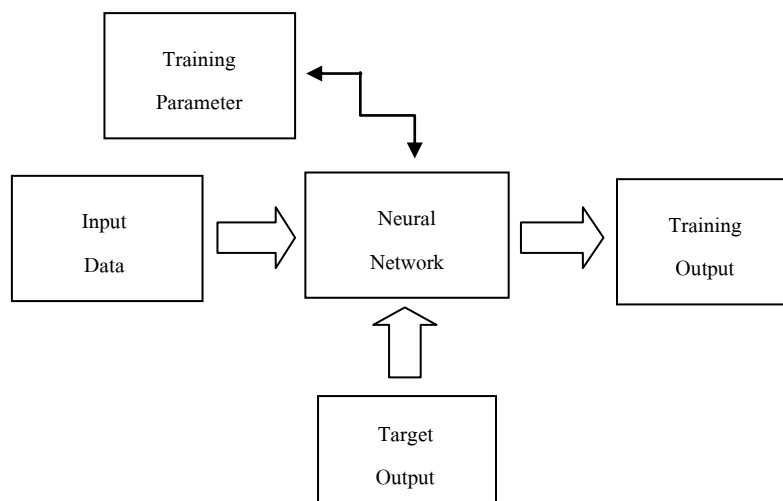 Training
Parameter
Input
Data
Neural
Network
Training
Output
Target
Output